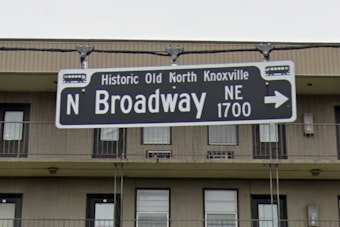 Historic Old North Knoxville
N Broadway NE
1700